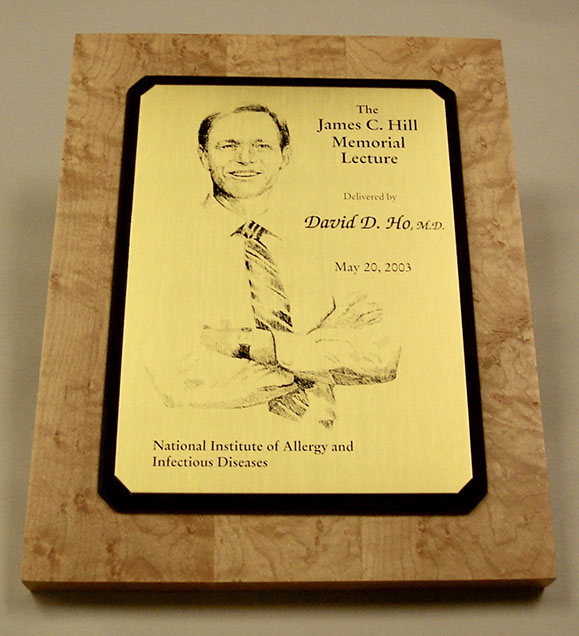 The
James C. Hill
Memorial
Lecture
Delivered by
David D. Ho, M.D.
May 20, 2003
National Institute of Allergy and
Infectious Diseases